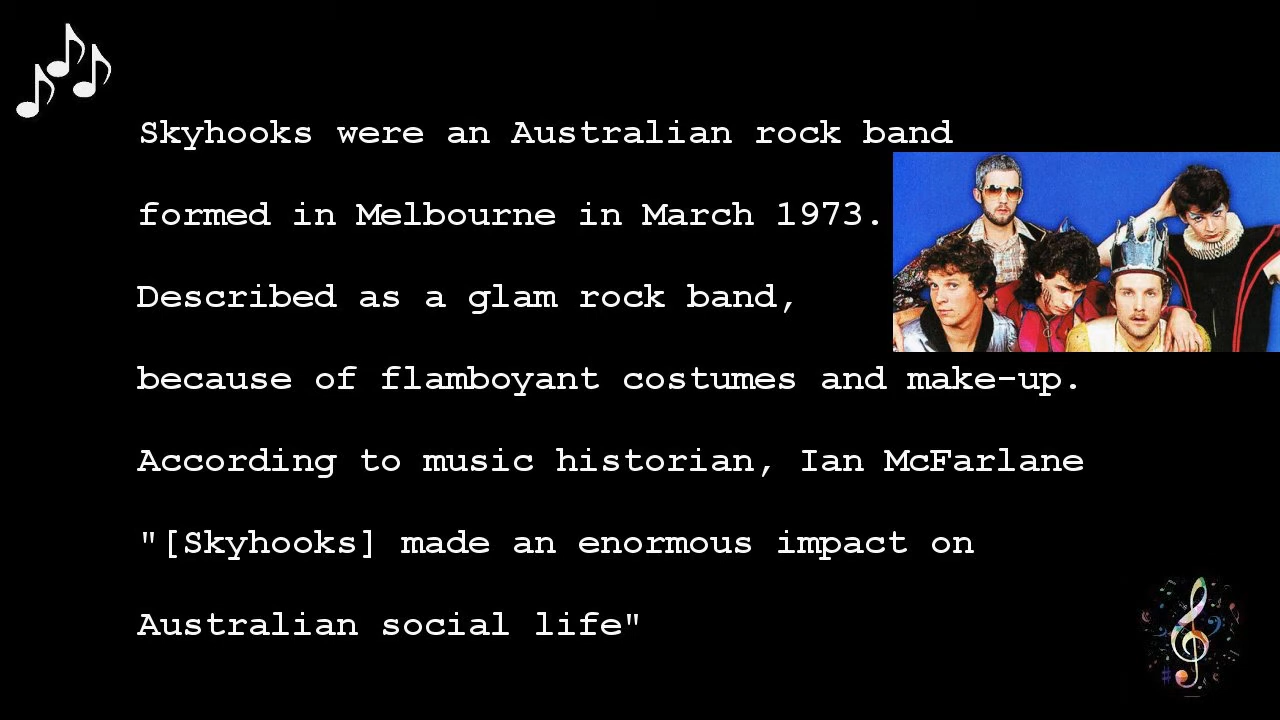 Skyhooks were an Australian rock band
formed in Melbourne in March 1973.
Described as a glam rock band,
because of flamboyant costumes and make-up.
According to music historian, Ian McFarlane
"[Skyhooks] made an enormous impact on
Australian social life"